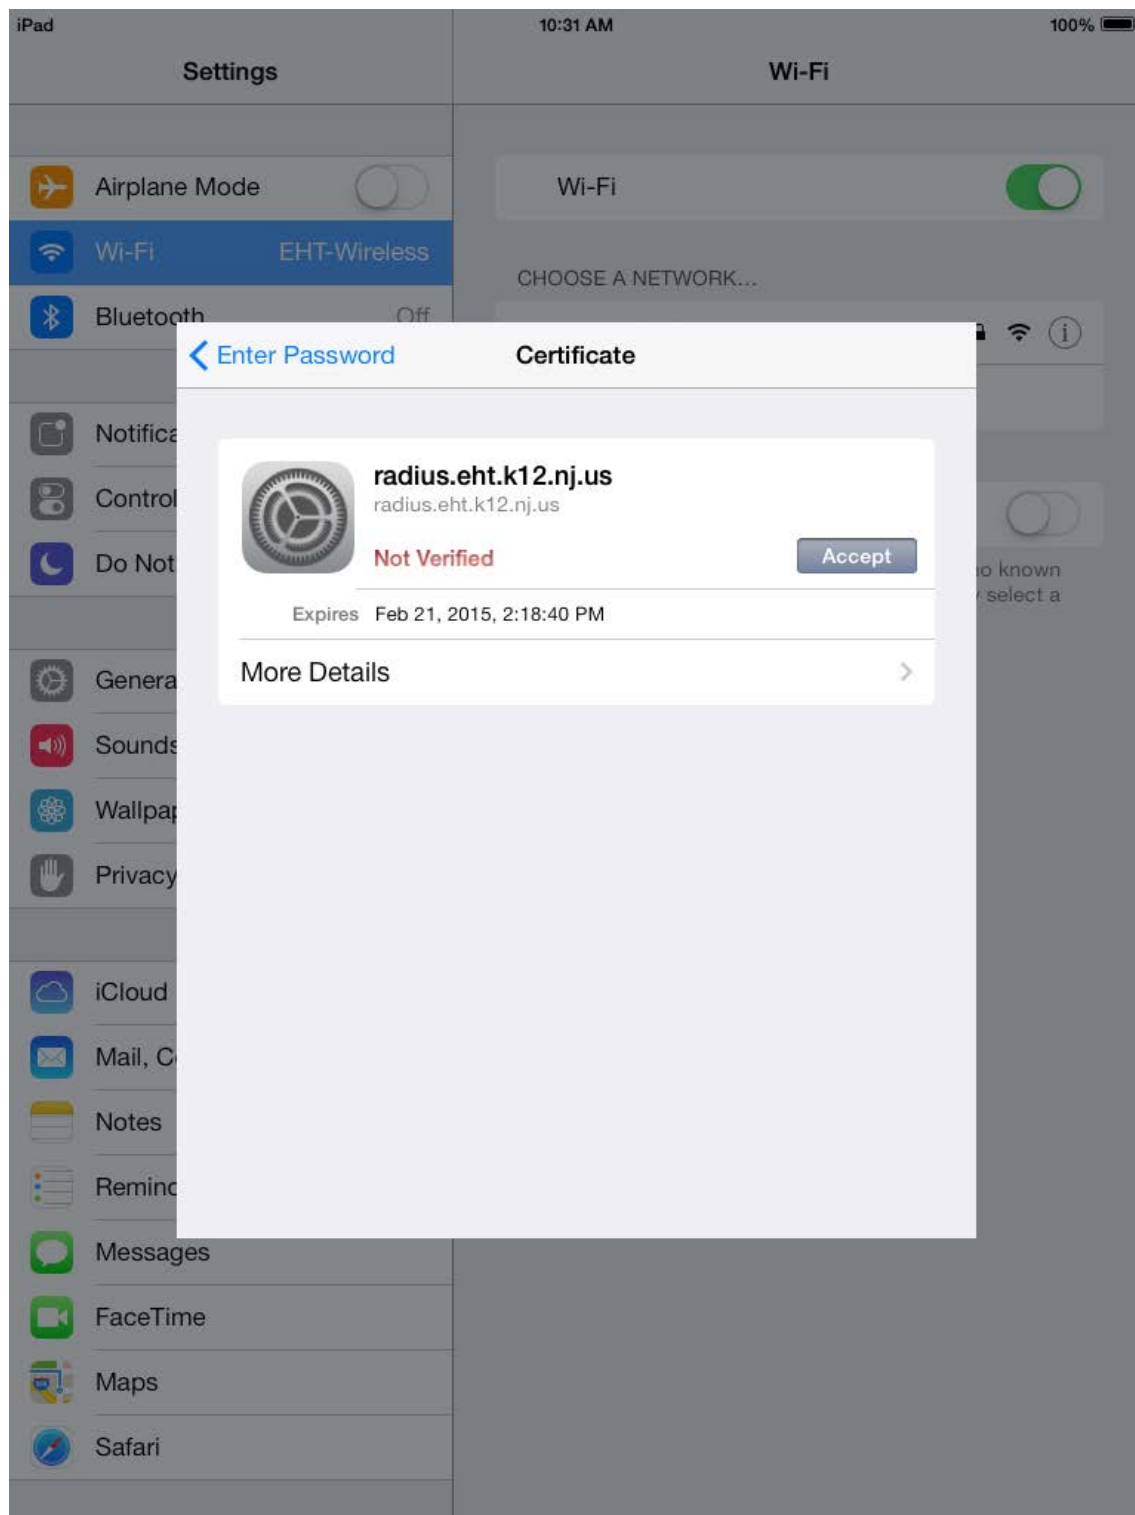 iPad 10:31 AM 100%
Settings
Wi-Fi
Airplane Mode
Wi-Fi EHT-Wireless
Bluetooth Off
Wi-Fi
CHOOSE A NETWORK...
Enter Password Certificate
radius.eht.k12.nj.us
radius.eht.k12.nj.us
Not Verified Accept
Expires Feb 21, 2015, 2:18:40 PM
More Details
Notifica
Control
Do Not
Genera
Sounds
Wallpap
Privacy
iCloud
Mail, C
Notes
Remind
Messages
FaceTime
Maps
Safari
known
select a